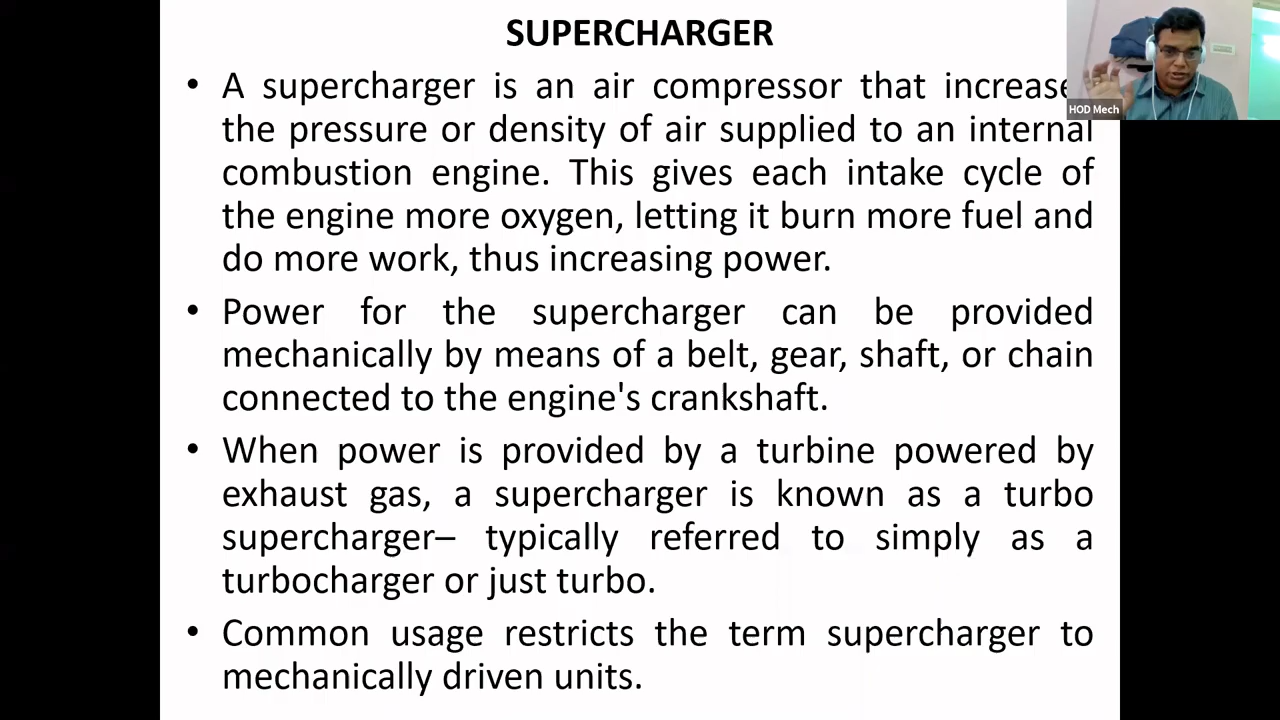 SUPERCHARGER
• A supercharger is an air compressor that increase
the pressure or density of air supplied to an internal
combustion engine. This gives each intake cycle of
the engine more oxygen, letting it burn more fuel and
do more work, thus increasing power.
• Power for the supercharger can be provided
mechanically by means of a belt, gear, shaft, or chain
connected to the engine's crankshaft.
• When power is provided by a turbine powered by
exhaust gas, a supercharger is known as a turbo
supercharger– typically referred to simply as a
turbocharger or just turbo.
• Common usage restricts the term supercharger to
mechanically driven units.
HOD Mech